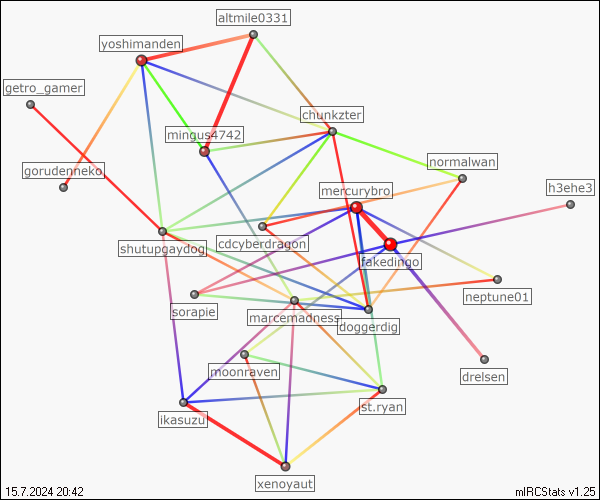 altmile0331
yoshimanden
getro_gamer
chunkzter
mingus4742
normalwan
gorudenneko
mercurybro
h3ehe3
shutupgaydog
cdcyberdragon
fakedingo
sorapie
marcemadness
neptune01
doggerdig
moonraven
drelsen
ikasuzu
st.ryan
xenoyaut
15.7.2024 20:42
mIRCStats v1.25